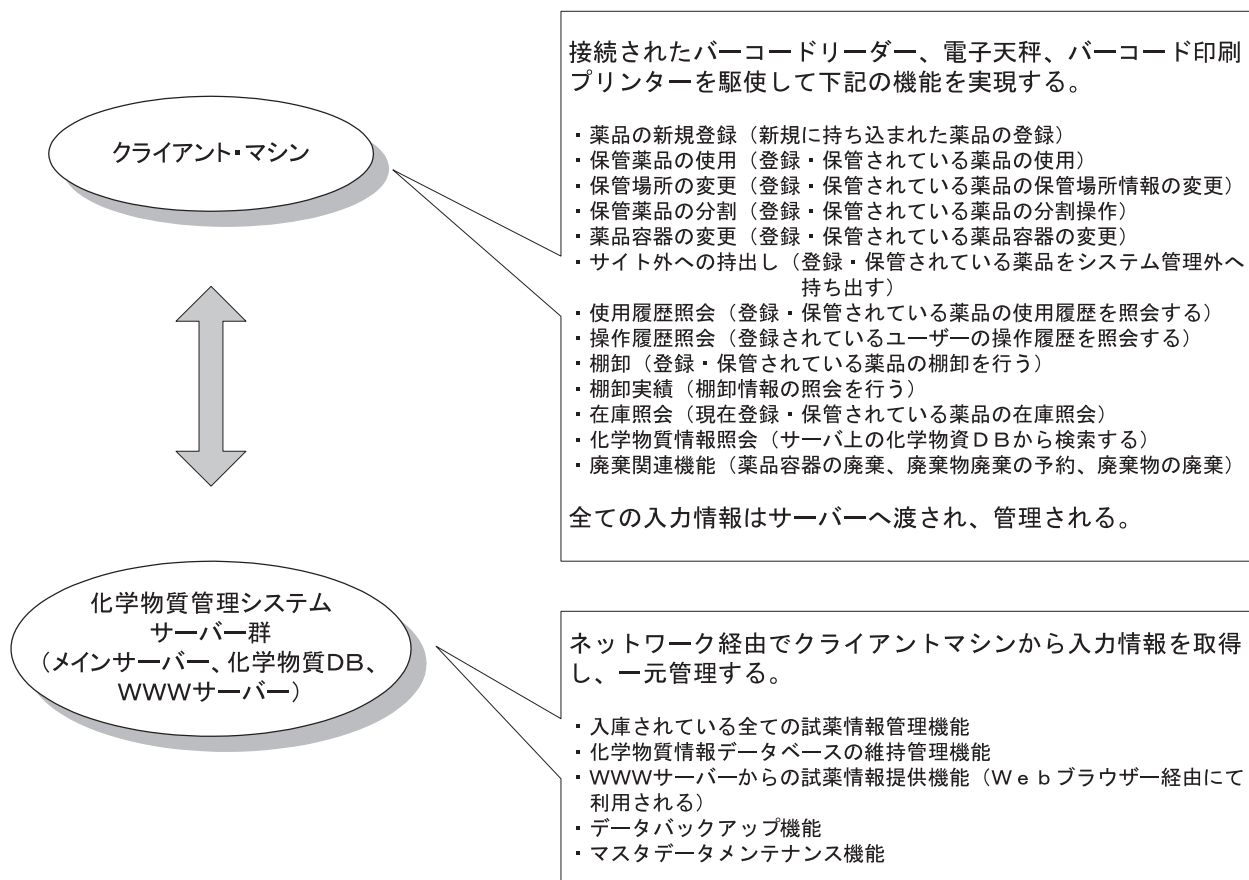 クライアント・マシン
接続されたバーコードリーダー、電子天秤、バーコード印刷
プリンターを駆使して下記の機能を実現する。
・薬品の新規登録（新規に持ち込まれた薬品の登録）
・保管薬品の使用（登録・保管されている薬品の使用）
・保管場所の変更（登録・保管されている薬品の保管場所情報の変更）
・保管薬品の分割（登録・保管されている薬品の分割操作）
・薬品容器の変更（登録・保管されている薬品容器の変更）
・サイト外への持出し（登録・保管されている薬品をシステム管理外へ
持ち出す）
・使用履歴照会（登録・保管されている薬品の使用履歴を照会する）
・操作履歴照会（登録されているユーザーの操作履歴を照会する）
・棚卸（登録・保管されている薬品の棚卸を行う）
・棚卸実績（棚卸情報の照会を行う）
・在庫照会（現在登録・保管されている薬品の在庫照会）
・化学物質情報照会（サーバ上の化学物資ＤＢから検索する）
・廃棄関連機能（薬品容器の廃棄、廃棄物廃棄の予約、廃棄物の廃棄）
全ての入力情報はサーバーへ渡され、管理される。
化学物質管理システム
サーバー群
（メインサーバー、化学物質DB、
WWWサーバー）
ネットワーク経由でクライアントマシンから入力情報を取得
し、一元管理する。
・入庫されている全ての試薬情報管理機能
・化学物質情報データベースの維持管理機能
・WWWサーバーからの試薬情報提供機能（Ｗｅｂブラウザー経由にて
利用される）
・データバックアップ機能
・マスタデータメンテナンス機能